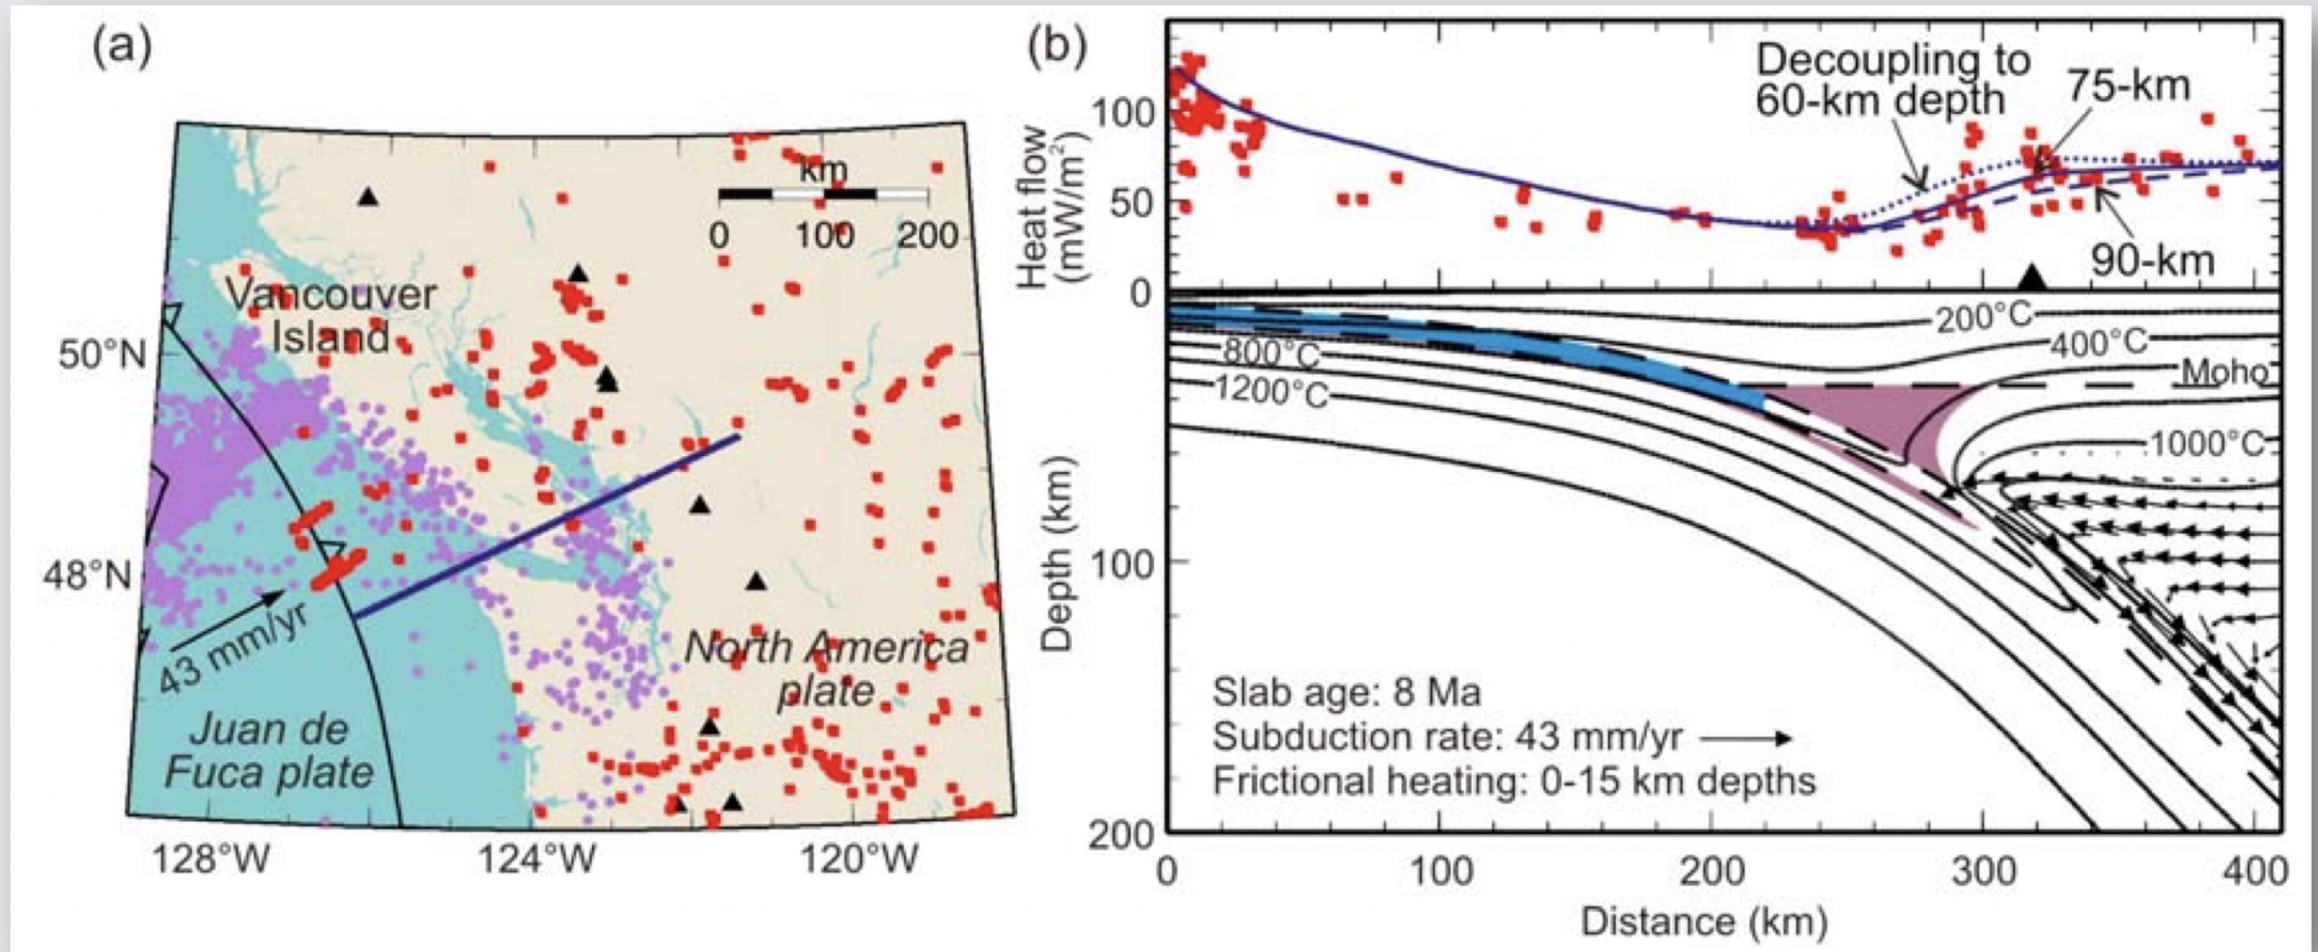 (a)
km
0 100 200
Vancouver
Island
50°N
48°N
43 mm/yr
North America
plate
Juan de
Fuca plate
128°W 124°W 120°W
(b)
Decoupling to
60-km depth
75-km
90-km
Heat flow
(mW/m²)
100
50
0
200°C
400°C
800°C
Moho
1200°C
1000°C
Depth (km)
100
200
Slab age: 8 Ma
Subduction rate: 43 mm/yr
Frictional heating: 0-15 km depths
0 100 200 300 400
Distance (km)